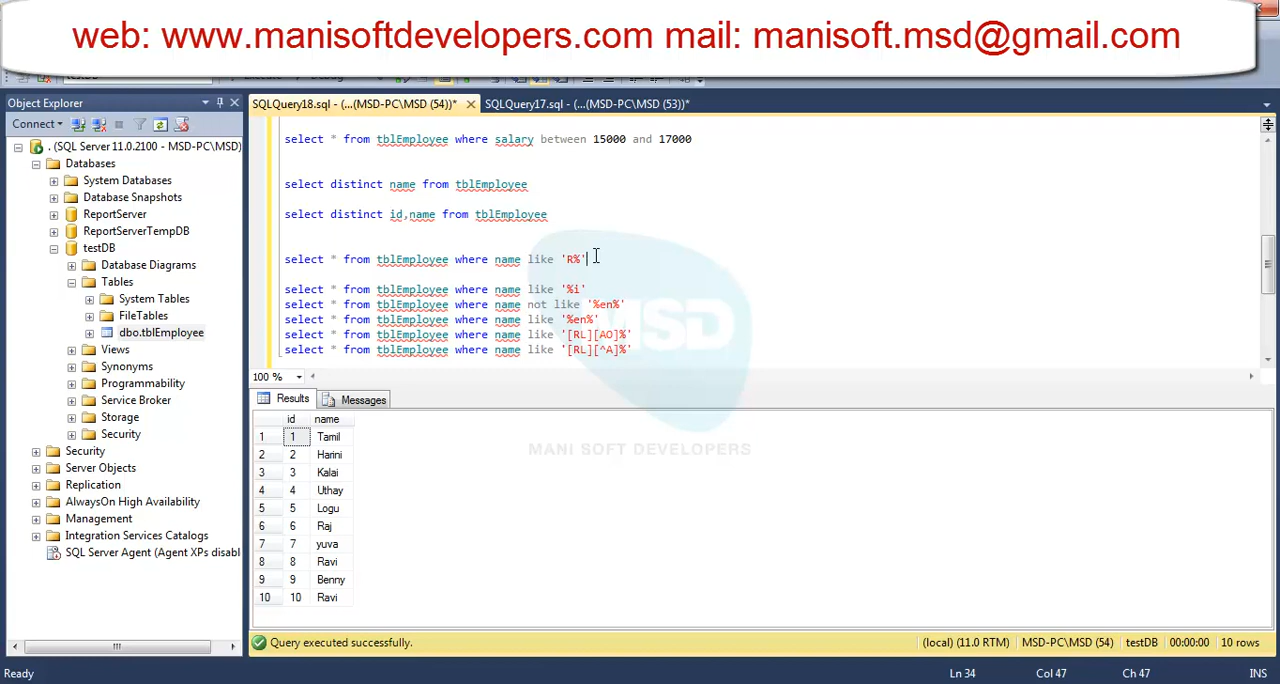 web: www.manisoftdevelopers.com mail: manisoft.msd@gmail.com
Object Explorer
SQLQuery18.sql - (...(MSD-PC\MSD (54))* SQLQuery17.sql - (...(MSD-PC\MSD (53))*
Connect
. (SQL Server 11.0.2100 - MSD-PC\MSD)
Databases
System Databases
Database Snapshots
ReportServer
ReportServerTempDB
testDB
Database Diagrams
Tables
System Tables
FileTables
dbo.tblEmployee
Views
Synonyms
Programmability
Service Broker
Storage
Security
Security
Server Objects
Replication
AlwaysOn High Availability
Management
Integration Services Catalogs
SQL Server Agent (Agent XPs disabl
select * from tblEmployee where salary between 15000 and 17000
select distinct name from tblEmployee
select distinct id,name from tblEmployee
select * from tblEmployee where name like 'R%'
select * from tblEmployee where name like '%i'
select * from tblEmployee where name not like '%en%'
select * from tblEmployee where name like '%en%'
select * from tblEmployee where name like '[RL][AO]%'
select * from tblEmployee where name like '[RL][^A]%'
MSD
MANI SOFT DEVELOPERS
100 %
Results Messages
id name
1 1 Tamil
2 2 Harini
3 3 Kalai
4 4 Uthay
5 5 Logu
6 6 Raj
7 7 yuva
8 8 Ravi
9 9 Benny
10 10 Ravi
Query executed successfully. (local) (11.0 RTM) MSD-PC\MSD (54) testDB 00:00:00 10 rows
Ready Ln 34 Col 47 Ch 47 INS